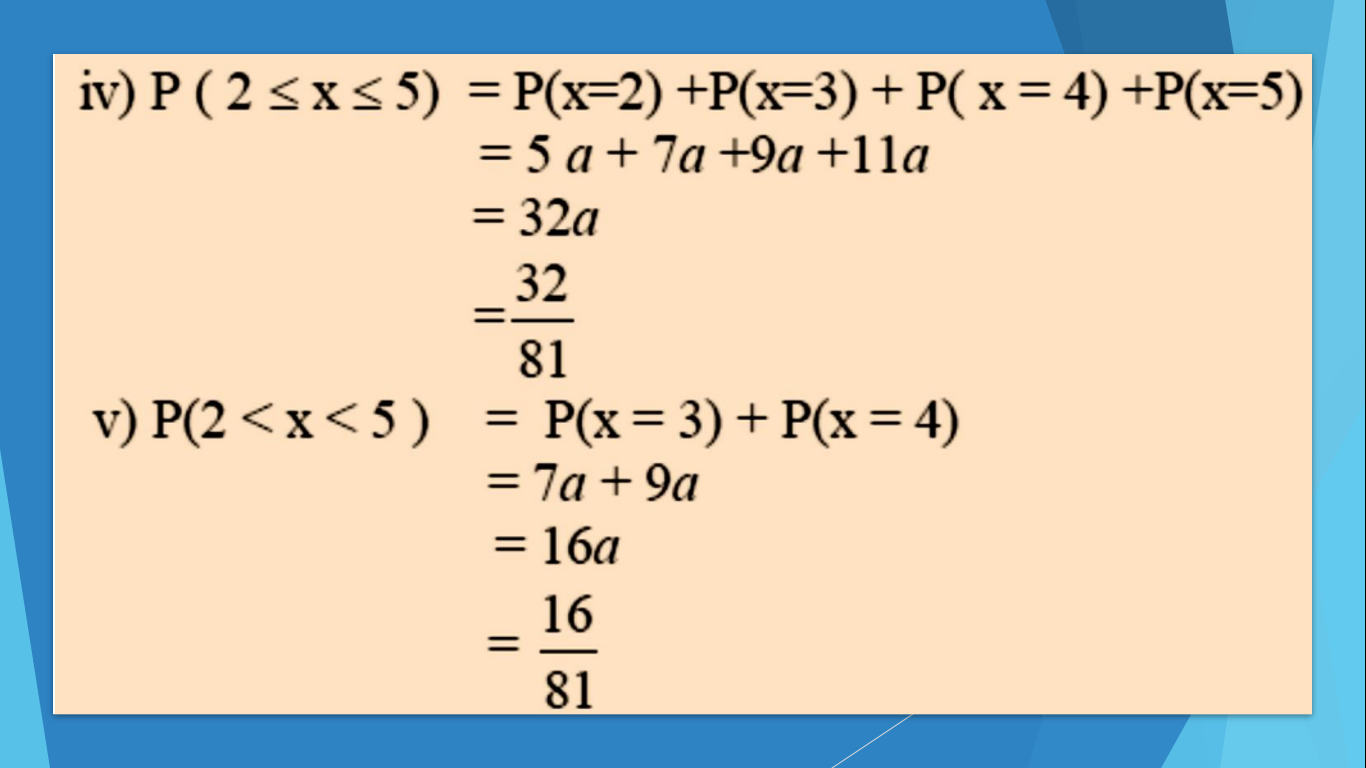 iv) P ( 2 ≤ x ≤ 5) = P(x=2) +P(x=3) + P( x = 4) +P(x=5)
= 5 a + 7a +9a +11a
= 32a
= 32/81
v) P(2 < x < 5 ) = P(x = 3) + P(x = 4)
= 7a + 9a
= 16a
= 16/81